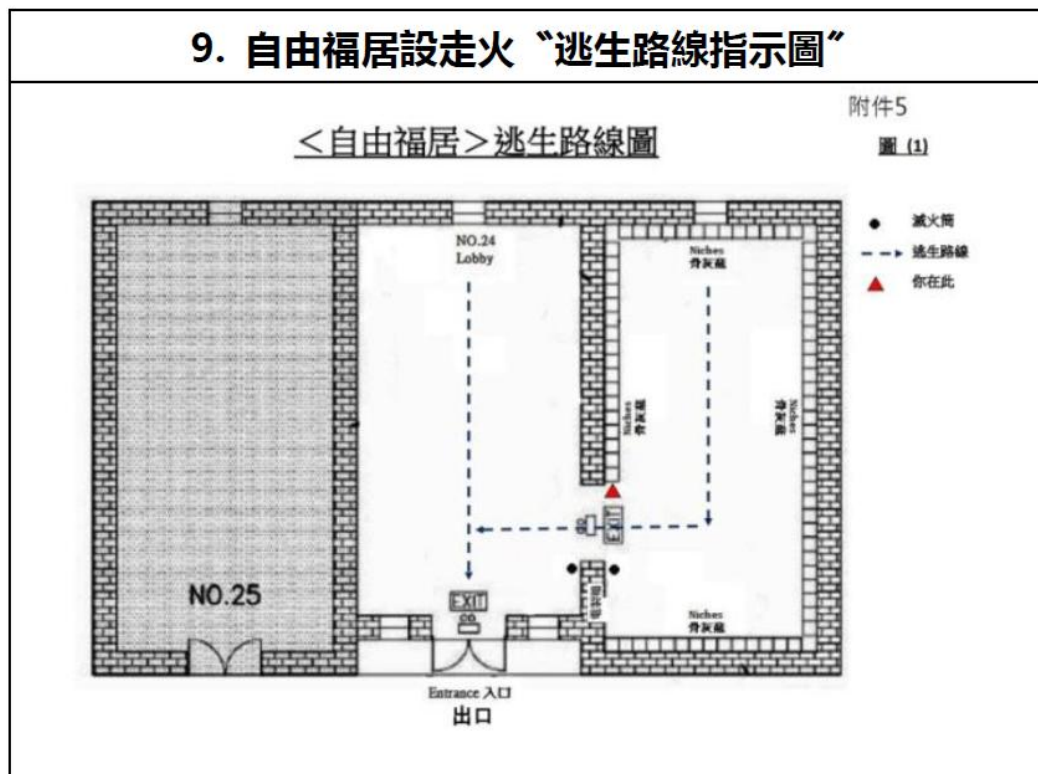 9. 自由福居設走火〝逃生路線指示圖〞
附件5
<自由福居>逃生路線圖
圖 (1)
滅火筒
逃生路線
你在此
NO.24
Lobby
Niches
骨灰龕
Niches
骨灰龕
Niches
骨灰龕
EXIT
NO.25
EXIT
Niches
骨灰龕
Entrance 入口
出口